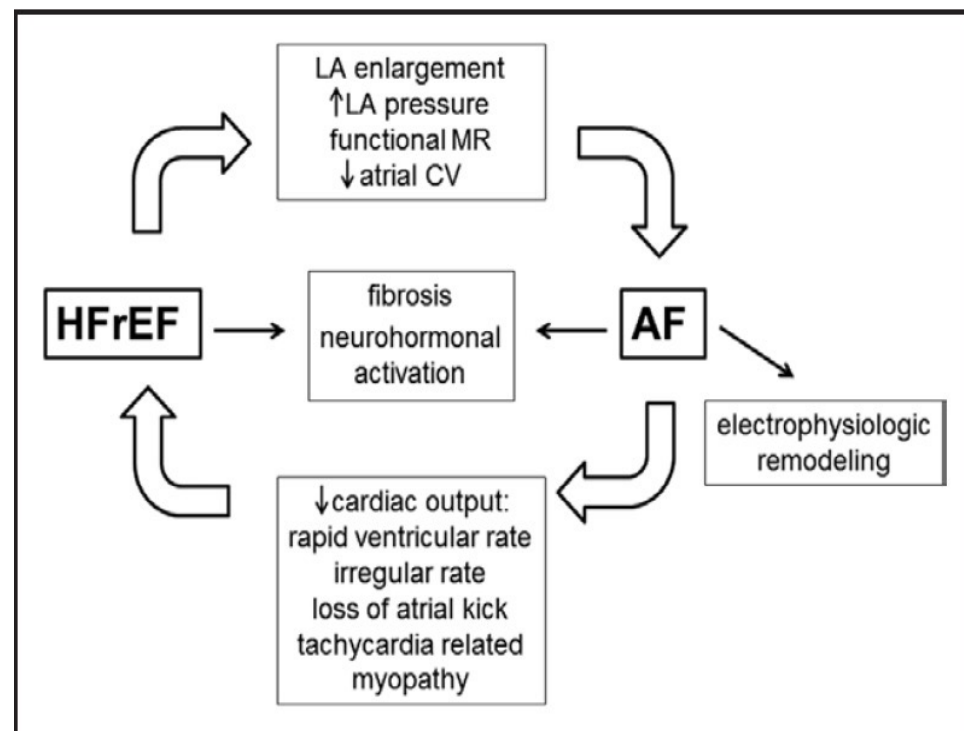 LA enlargement
↑LA pressure
functional MR
↓ atrial CV
HFrEF
fibrosis
neurohormonal
activation
AF
electrophysiologic
remodeling
↓cardiac output:
rapid ventricular rate
irregular rate
loss of atrial kick
tachycardia related
myopathy